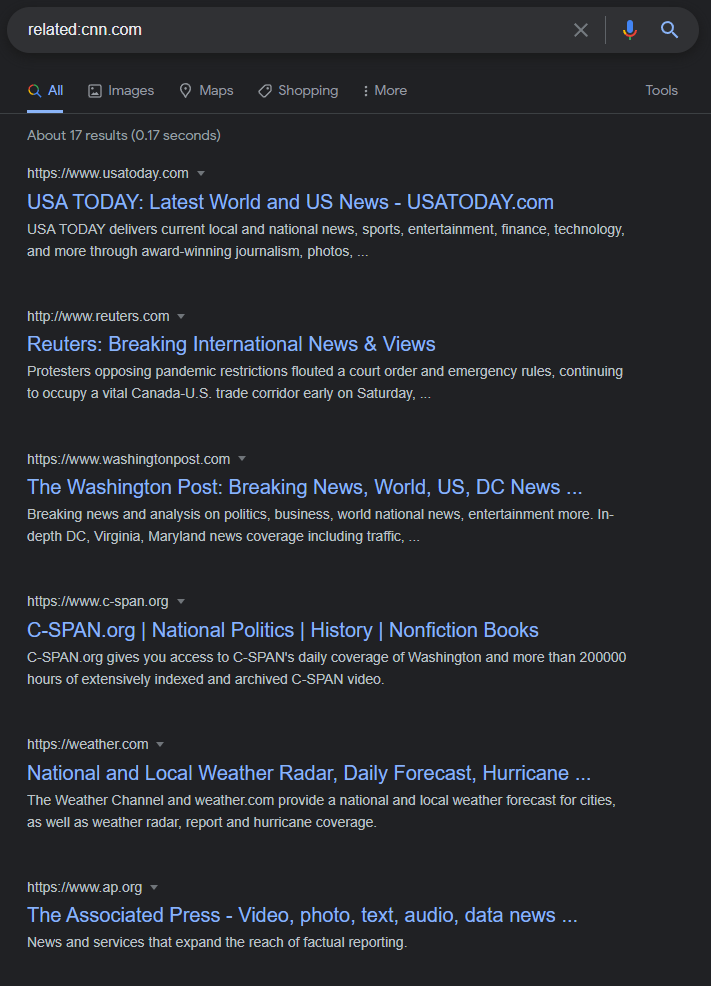 related:cnn.com
All
Images
Maps
Shopping
More
Tools
About 17 results (0.17 seconds)
https://www.usatoday.com
USA TODAY: Latest World and US News - USATODAY.com
USA TODAY delivers current local and national news, sports, entertainment, finance, technology,
and more through award-winning journalism, photos, ...
http://www.reuters.com
Reuters: Breaking International News & Views
Protesters opposing pandemic restrictions flouted a court order and emergency rules, continuing
to occupy a vital Canada-U.S. trade corridor early on Saturday, ...
https://www.washingtonpost.com
The Washington Post: Breaking News, World, US, DC News ...
Breaking news and analysis on politics, business, world national news, entertainment more. In-
depth DC, Virginia, Maryland news coverage including traffic, ...
https://www.c-span.org
C-SPAN.org | National Politics | History | Nonfiction Books
C-SPAN.org gives you access to C-SPAN's daily coverage of Washington and more than 200000
hours of extensively indexed and archived C-SPAN video.
https://weather.com
National and Local Weather Radar, Daily Forecast, Hurricane ...
The Weather Channel and weather.com provide a national and local weather forecast for cities,
as well as weather radar, report and hurricane coverage.
https://www.ap.org
The Associated Press - Video, photo, text, audio, data news ...
News and services that expand the reach of factual reporting.